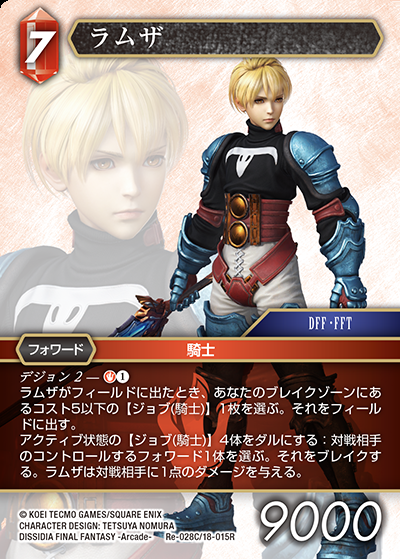 7
ラムザ
DFF・FFT
フォワード
騎士
デジョン 2 ― 1
ラムザがフィールドに出たとき、あなたのブレイクゾーンにあ
るコスト5以下の【ジョブ(騎士)】1枚を選ぶ。それをフィール
ドに出す。
アクティブ状態の【ジョブ(騎士)】4体をダルにする：対戦相手
のコントロールするフォワード1体を選ぶ。それをブレイクす
る。ラムザは対戦相手に1点のダメージを与える。
© KOEI TECMO GAMES/SQUARE ENIX
CHARACTER DESIGN: TETSUYA NOMURA
DISSIDIA FINAL FANTASY -Arcade- Re-028C/18-015R
9000